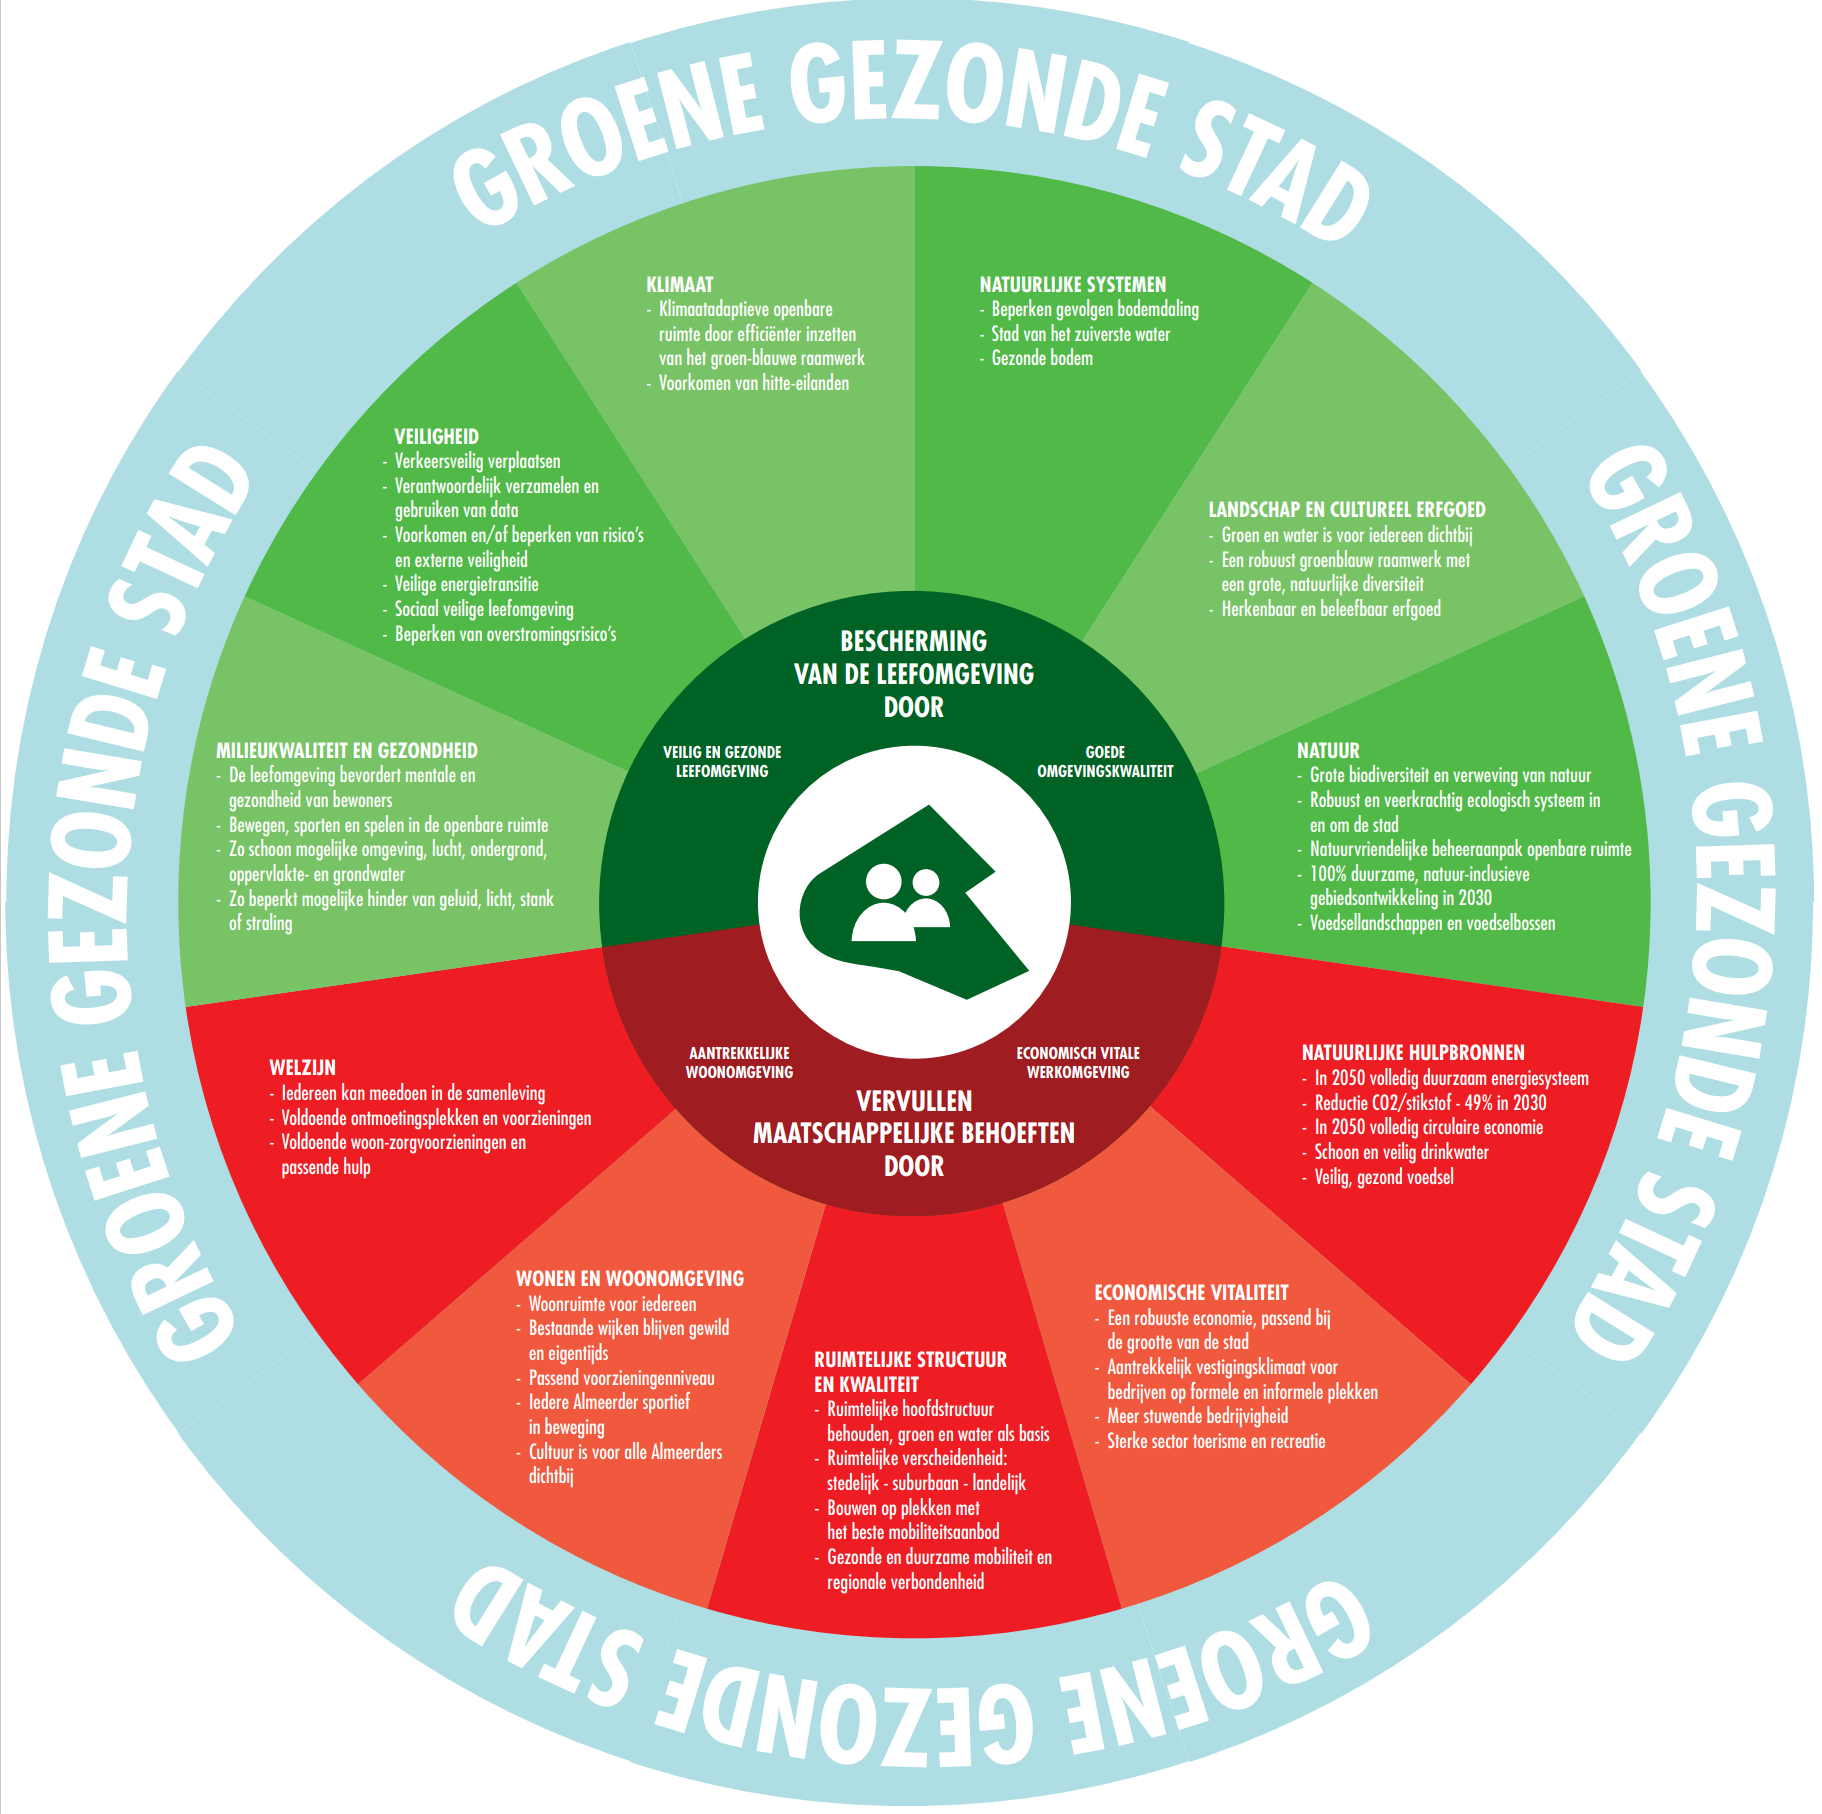 GROENE GEZONDE STAD
KLIMAAT
- Klimaatadaptieve openbare
ruimte door efficiënter inzetten
van het groen-blauwe raamwerk
- Voorkomen van hitte-eilanden
NATUURLIJKE SYSTEMEN
- Beperken gevolgen bodemdaling
- Stad van het zuiverste water
- Gezonde bodem
VEILIGHEID
- Verkeersveilig verplaatsen
- Verantwoordelijk verzamelen en
gebruiken van data
- Voorkomen en/of beperken van risico's
en externe veiligheid
- Veilige energietransitie
- Sociaal veilige leefomgeving
- Beperken van overstromingsrisico's
LANDSCHAP EN CULTUREEL ERFGOED
- Groen en water is voor iedereen dichtbij
- Een robuust groenblauw raamwerk met
een grote, natuurlijke diversiteit
- Herkenbaar en beleefbaar erfgoed
GROENE GEZONDE STAD
GROENE GEZONDE STAD
MILIEUKWALITEIT EN GEZONDHEID
- De leefomgeving bevordert mentale en
gezondheid van bewoners
- Bewegen, sporten en spelen in de openbare ruimte
- Zo schoon mogelijke omgeving, lucht, ondergrond,
oppervlakte- en grondwater
- Zo beperkt mogelijke hinder van geluid, licht, stank
of straling
BESCHERMING
VAN DE LEEFOMGEVING
DOOR
VEILIG EN GEZONDE
LEEFOMGEVING
GOEDE
OMGEVINGSKWALITEIT
NATUUR
- Grote biodiversiteit en verweving van natuur
- Robuust en veerkrachtig ecologisch systeem in
en om de stad
- Natuurvriendelijke beheeraanpak openbare ruimte
- 100% duurzame, natuur-inclusieve
gebiedsontwikkeling in 2030
- Voedsellandschappen en voedselbossen
AANTREKKELIJKE
WOONOMGEVING
ECONOMISCH VITALE
WERKOMGEVING
VERVULLEN
MAATSCHAPPELIJKE BEHOEFTEN
DOOR
WELZIJN
- Iedereen kan meedoen in de samenleving
- Voldoende ontmoetingsplekken en voorzieningen
- Voldoende woon-zorgvoorzieningen en
passende hulp
NATUURLIJKE HULPBRONNEN
- In 2050 volledig duurzaam energiesysteem
- Reductie CO2/stikstof - 49% in 2030
- In 2050 volledig circulaire economie
- Schoon en veilig drinkwater
- Veilig, gezond voedsel
WONEN EN WOONOMGEVING
- Woonruimte voor iedereen
- Bestaande wijken blijven gewild
en eigentijds
- Passend voorzieningenniveau
- Iedere Almeerder sportief
in beweging
- Cultuur is voor alle Almeerders
dichtbij
RUIMTELIJKE STRUCTUUR
EN KWALITEIT
- Ruimtelijke hoofdstructuur
behouden, groen en water als basis
- Ruimtelijke verscheidenheid:
stedelijk - suburbaan - landelijk
- Bouwen op plekken met
het beste mobiliteitsaanbod
- Gezonde en duurzame mobiliteit en
regionale verbondenheid
ECONOMISCHE VITALITEIT
- Een robuuste economie, passend bij
de grootte van de stad
- Aantrekkelijk vestigingsklimaat voor
bedrijven op formele en informele plekken
- Meer stuwende bedrijvigheid
- Sterke sector toerisme en recreatie
GROENE GEZONDE STAD